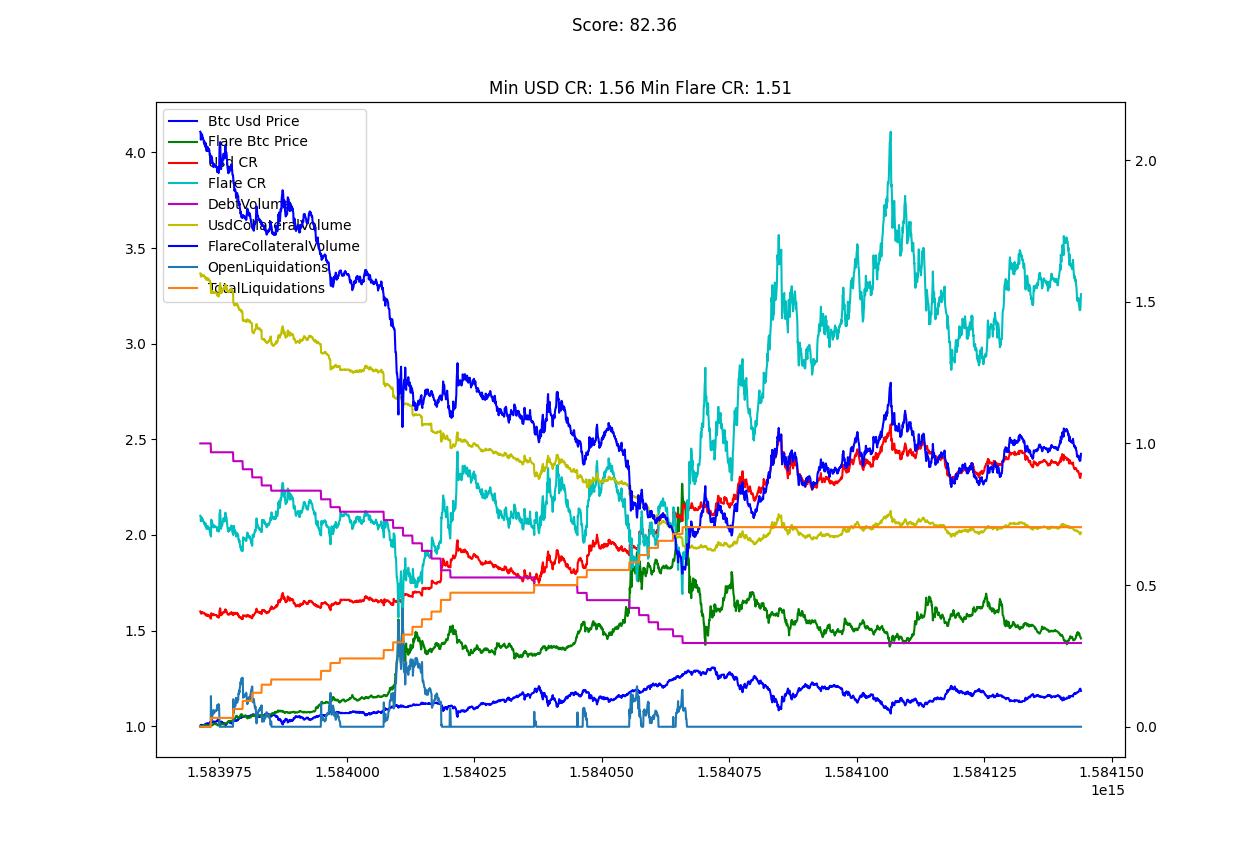 Score: 82.36
Min USD CR: 1.56 Min Flare CR: 1.51
Btc Usd Price
Flare Btc Price
Usd CR
Flare CR
DebtVolume
UsdCollateralVolume
FlareCollateralVolume
OpenLiquidations
TotalLiquidations
4.0
3.5
3.0
2.5
2.0
1.5
1.0
2.0
1.5
1.0
0.5
0.0
1.583975 1.584000 1.584025 1.584050 1.584075 1.584100 1.584125 1.584150
1e15